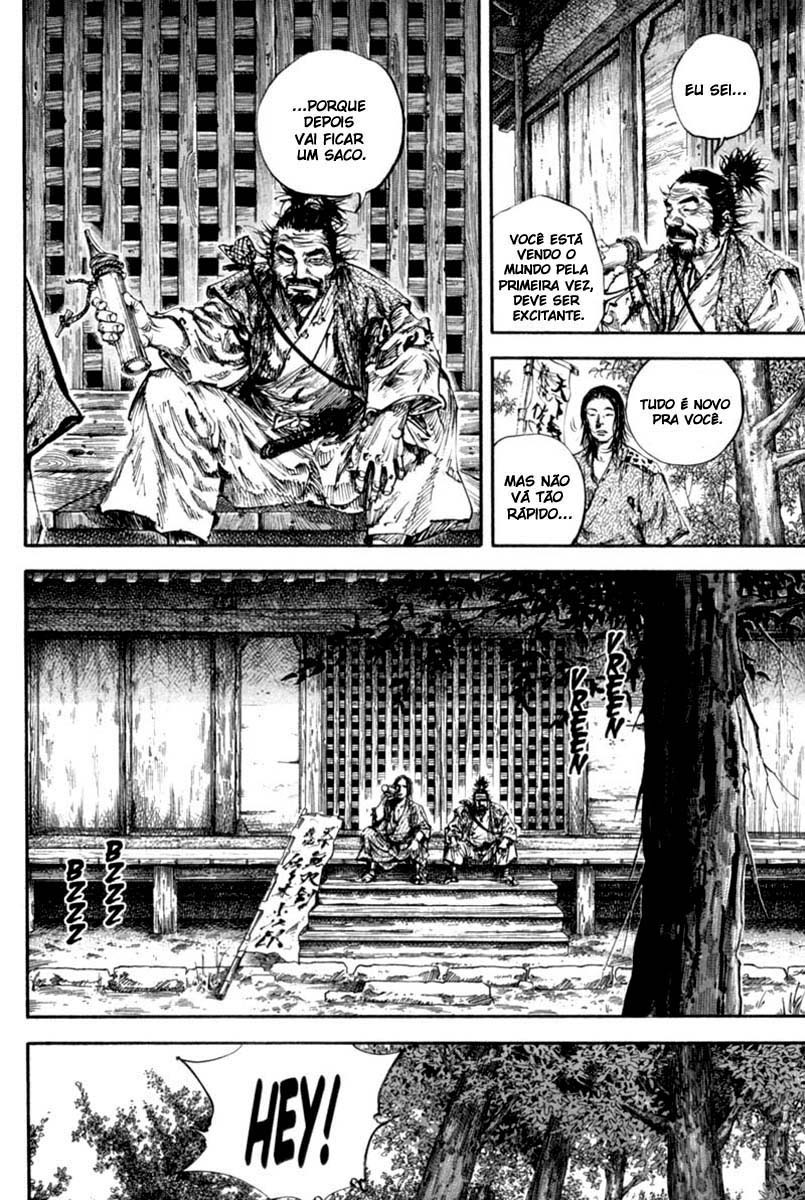 EU SEI...
VOCÊ ESTÁ
VENDO O
MUNDO PELA
PRIMEIRA VEZ,
DEVE SER
EXCITANTE.
TUDO É NOVO
PRA VOCÊ.
MAS NÃO
VÁ TÃO
RÁPIDO...
...PORQUE
DEPOIS
VAI FICAR
UM SACO.
VREEN
VREEN
BZZZ
BZZZ
HEY!